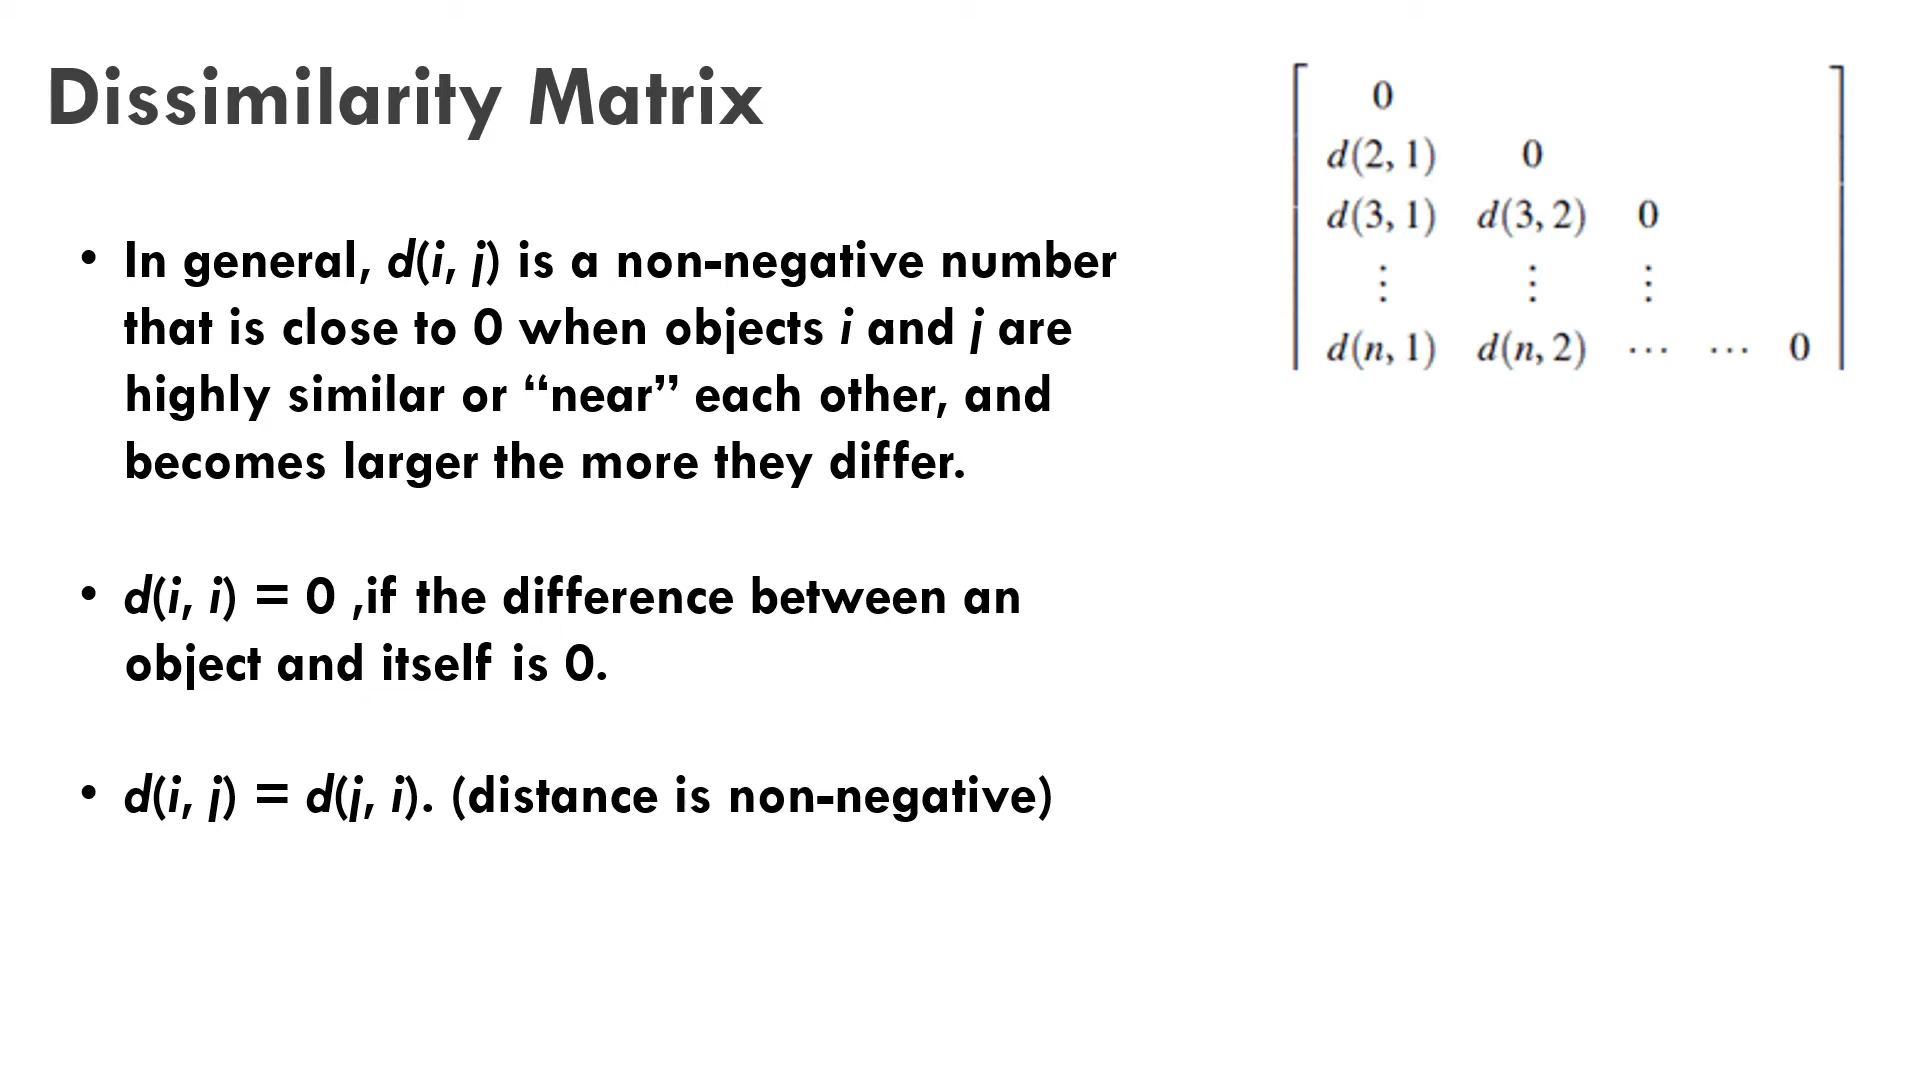 Dissimilarity Matrix
• In general, d(i, j) is a non-negative number
that is close to 0 when objects i and j are
highly similar or “near” each other, and
becomes larger the more they differ.
• d(i, i) = 0 ,if the difference between an
object and itself is 0.
• d(i, j) = d(j, i). (distance is non-negative)
0
d(2, 1) 0
d(3, 1) d(3, 2) 0
⋮ ⋮ ⋮
d(n, 1) d(n, 2) ⋯ ⋯ 0